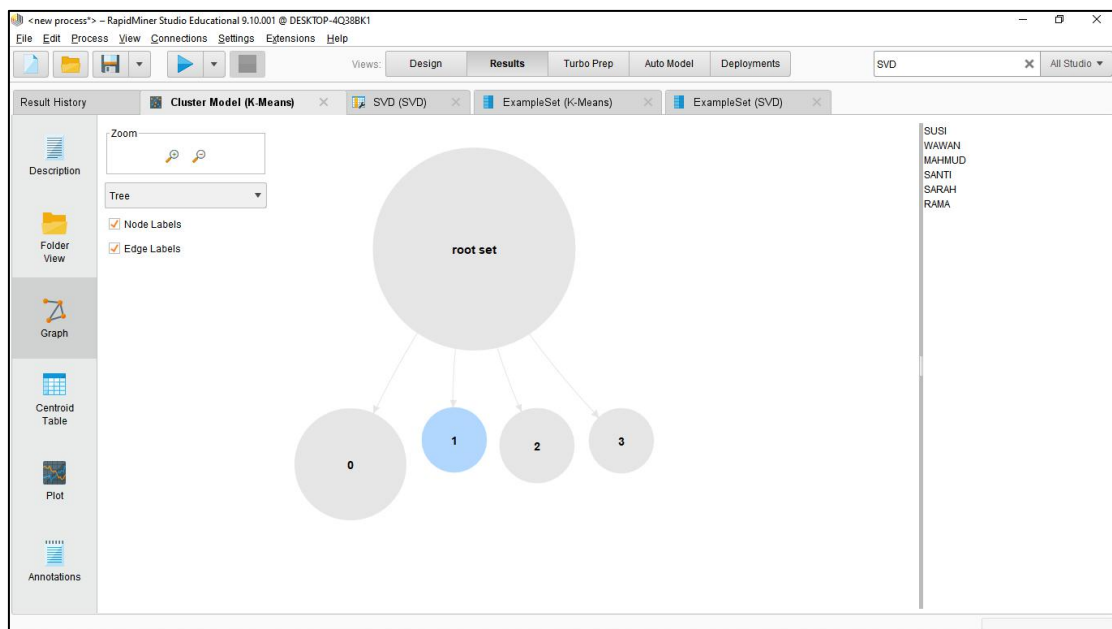 <new process*> – RapidMiner Studio Educational 9.10.001 @ DESKTOP-4Q38BK1
File Edit Process View Connections Settings Extensions Help
Views: Design Results Turbo Prep Auto Model Deployments SVD All Studio
Result History Cluster Model (K-Means) SVD (SVD) ExampleSet (K-Means) ExampleSet (SVD)
Description
Folder
View
Graph
Centroid
Table
Plot
Annotations
Zoom
Tree
Node Labels
Edge Labels
root set
0
1
2
3
SUSI
WAWAN
MAHMUD
SANTI
SARAH
RAMA